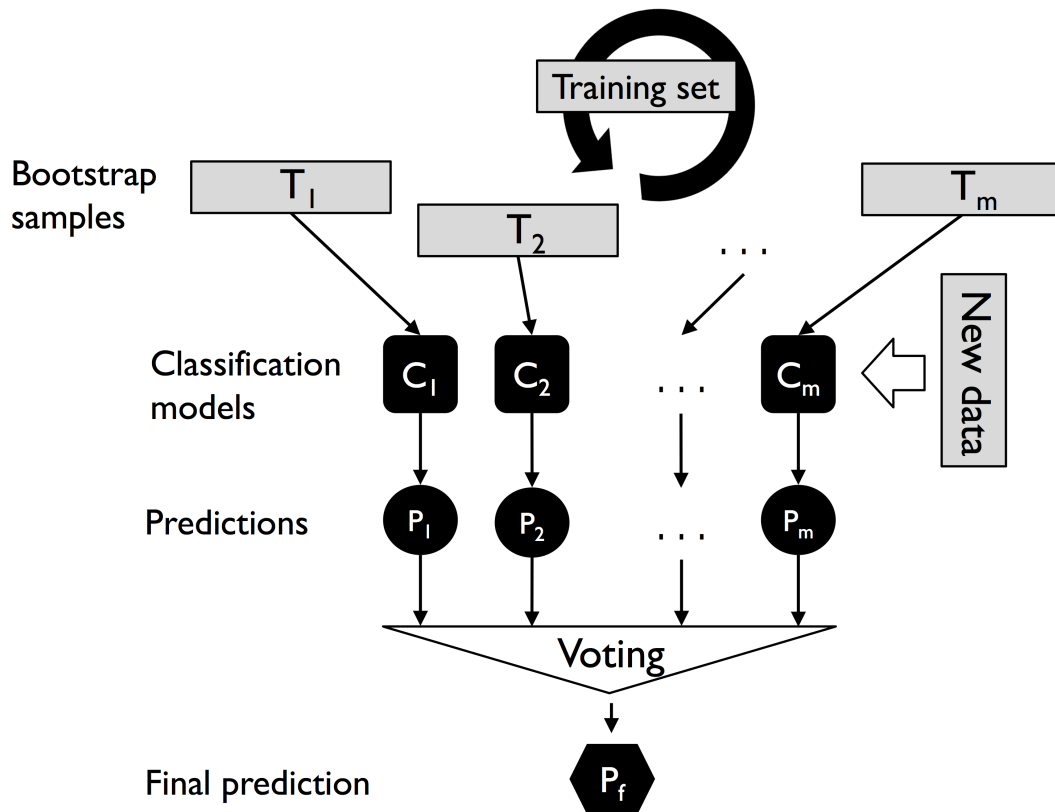 Training set
Bootstrap
samples
T1
T2
. . .
Tm
New data
Classification
models
C1
C2
. . .
Cm
Predictions
P1
P2
. . .
Pm
Voting
Final prediction
Pf